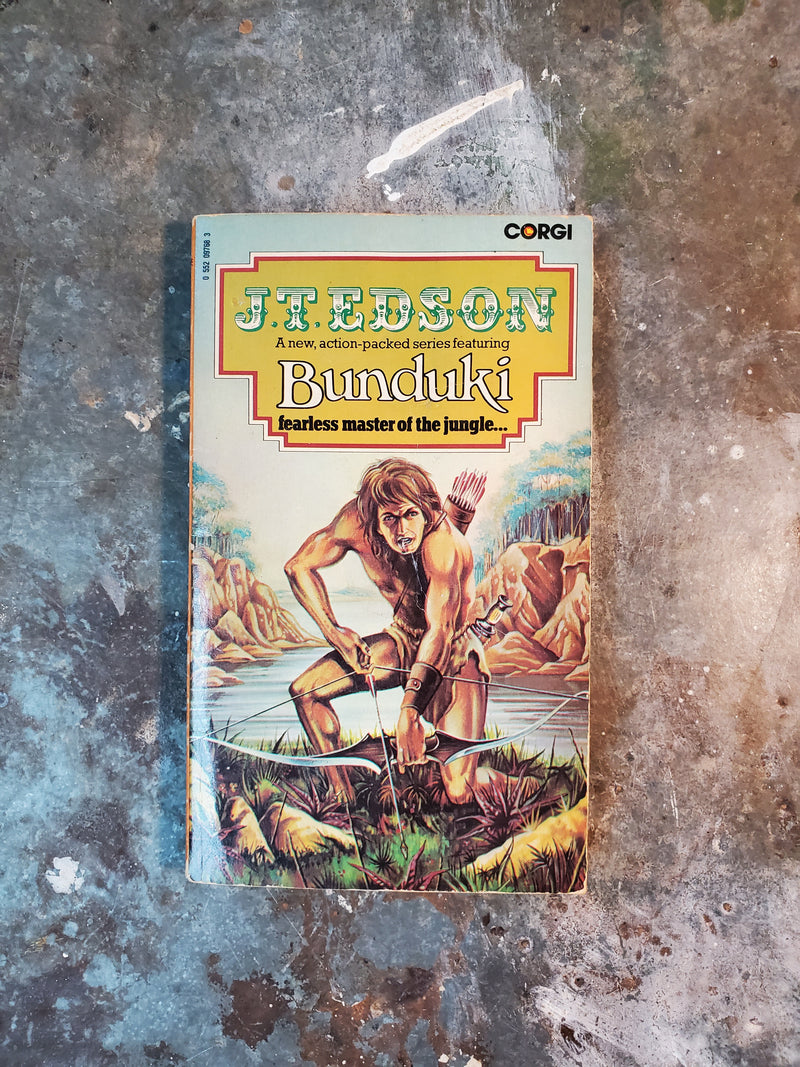 CORGI
0 552 09768 3
J.T. EDSON
A new, action-packed series featuring
Bunduki
fearless master of the jungle...